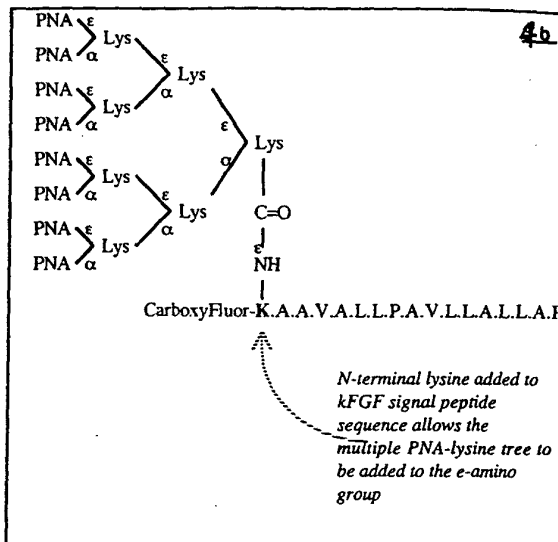 4b
PNA ε
PNA α Lys ε
PNA ε
PNA α Lys α Lys ε
PNA ε
PNA α Lys ε
PNA ε
PNA α Lys α Lys α
Lys
C=O
ε
NH
CarboxyFluor-K.A.A.V.A.L.L.P.A.V.L.L.A.L.L.A.P
N-terminal lysine added to
kFGF signal peptide
sequence allows the
multiple PNA-lysine tree to
be added to the e-amino
group